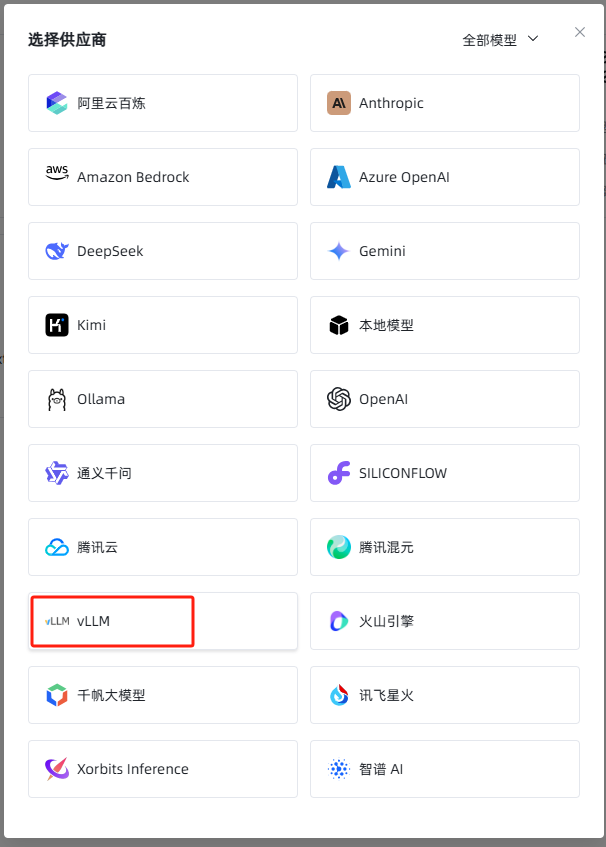 选择供应商
全部模型
阿里云百炼
Anthropic
aws Amazon Bedrock
Azure OpenAI
DeepSeek
Gemini
Kimi
本地模型
Ollama
OpenAI
通义千问
SILICONFLOW
腾讯云
腾讯混元
vLLM vLLM
火山引擎
千帆大模型
讯飞星火
Xorbits Inference
智谱 AI